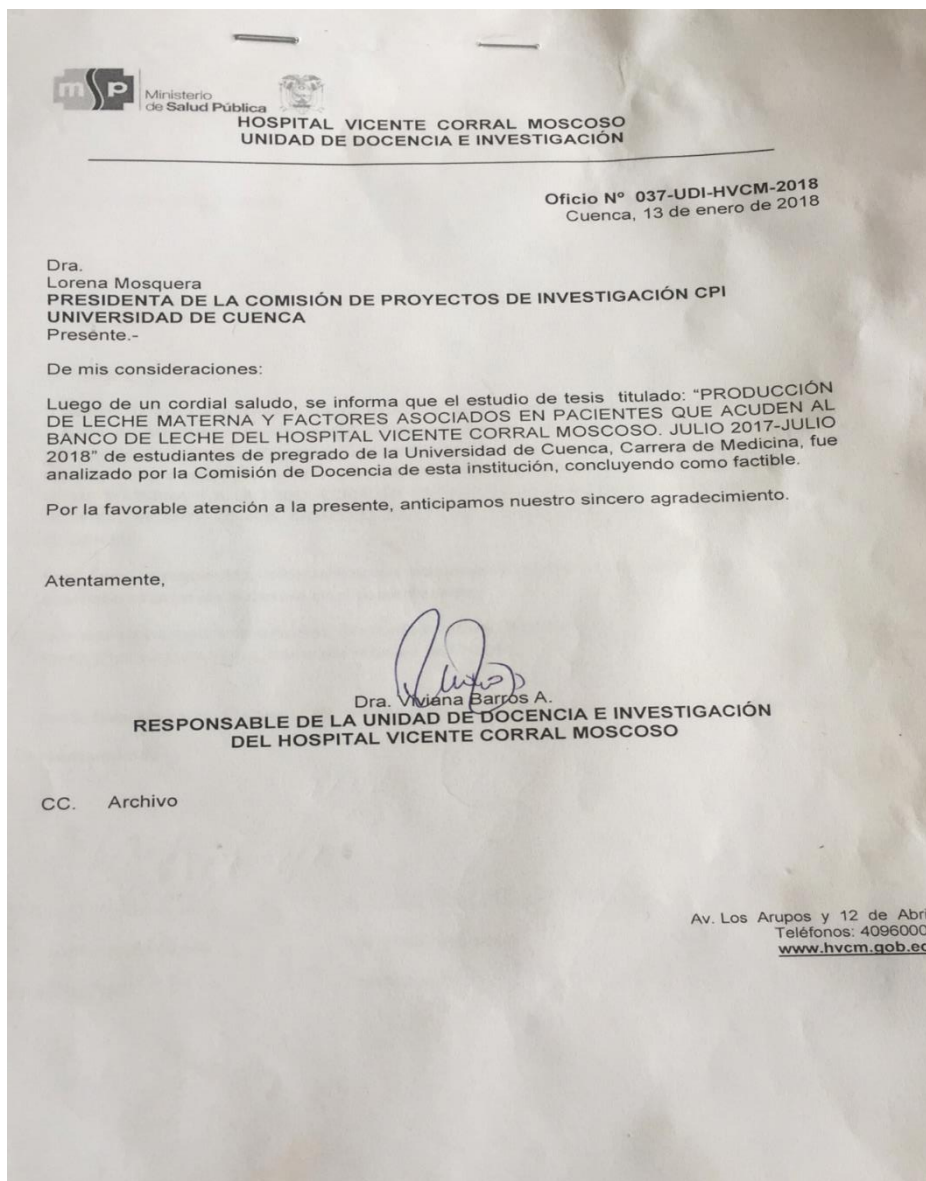 msp
Ministerio
de Salud Pública
HOSPITAL VICENTE CORRAL MOSCOSO
UNIDAD DE DOCENCIA E INVESTIGACIÓN
Oficio Nº 037-UDI-HVCM-2018
Cuenca, 13 de enero de 2018
Dra.
Lorena Mosquera
PRESIDENTA DE LA COMISIÓN DE PROYECTOS DE INVESTIGACIÓN CPI
UNIVERSIDAD DE CUENCA
Presente.-
De mis consideraciones:
Luego de un cordial saludo, se informa que el estudio de tesis titulado: “PRODUCCIÓN
DE LECHE MATERNA Y FACTORES ASOCIADOS EN PACIENTES QUE ACUDEN AL
BANCO DE LECHE DEL HOSPITAL VICENTE CORRAL MOSCOSO. JULIO 2017-JULIO
2018” de estudiantes de pregrado de la Universidad de Cuenca, Carrera de Medicina, fue
analizado por la Comisión de Docencia de esta institución, concluyendo como factible.
Por la favorable atención a la presente, anticipamos nuestro sincero agradecimiento.
Atentamente,
Dra. Viviana Barros A.
RESPONSABLE DE LA UNIDAD DE DOCENCIA E INVESTIGACIÓN
DEL HOSPITAL VICENTE CORRAL MOSCOSO
CC. Archivo
Av. Los Arupos y 12 de Abri
Teléfonos: 4096000
www.hvcm.gob.ec